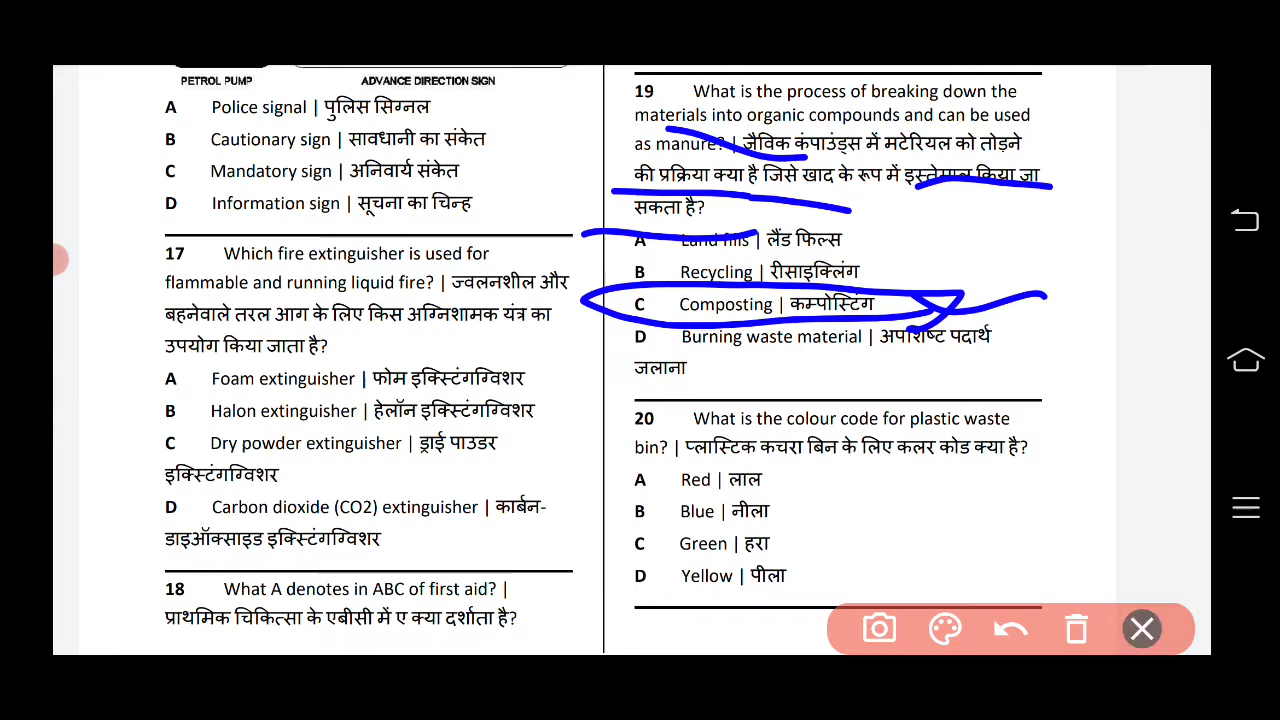 PETROL PUMP ADVANCE DIRECTION SIGN
A Police signal | पुलिस सिग्नल
B Cautionary sign | सावधानी का संकेत
C Mandatory sign | अनिवार्य संकेत
D Information sign | सूचना का चिन्ह
17 Which fire extinguisher is used for
flammable and running liquid fire? | ज्वलनशील और
बहनेवाले तरल आग के लिए किस अग्निशामक यंत्र का
उपयोग किया जाता है?
A Foam extinguisher | फोम इक्स्टिंगग्विशर
B Halon extinguisher | हेलॉन इक्स्टिंगग्विशर
C Dry powder extinguisher | ड्राई पाउडर
इक्स्टिंगग्विशर
D Carbon dioxide (CO2) extinguisher | कार्बन-
डाइऑक्साइड इक्स्टिंगग्विशर
18 What A denotes in ABC of first aid? |
प्राथमिक चिकित्सा के एबीसी में ए क्या दर्शाता है?
19 What is the process of breaking down the
materials into organic compounds and can be used
as manure? | जैविक कंपाउंड्स में मटेरियल को तोड़ने
की प्रक्रिया क्या है जिसे खाद के रूप में इस्तेमाल किया जा
सकता है?
A Land fills | लैंड फिल्स
B Recycling | रीसाइक्लिंग
C Composting | कम्पोस्टिंग
D Burning waste material | अपशिष्ट पदार्थ
जलाना
20 What is the colour code for plastic waste
bin? | प्लास्टिक कचरा बिन के लिए कलर कोड क्या है?
A Red | लाल
B Blue | नीला
C Green | हरा
D Yellow | पीला